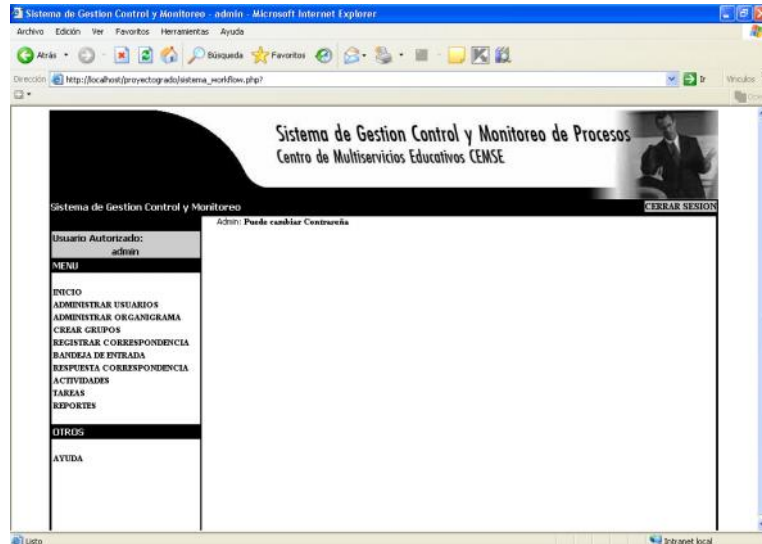 Sistema de Gestion Control y Monitoreo - admin - Microsoft Internet Explorer
Archivo Edición Ver Favoritos Herramientas Ayuda
Atrás Búsqueda Favoritos
Dirección http://localhost/proyectogrado/sistema_workflow.php? Ir Vínculos
Sistema de Gestion Control y Monitoreo de Procesos
Centro de Multiservicios Educativos CEMSE
Sistema de Gestion Control y Monitoreo CERRAR SESION
Admin: Puede cambiar Contraseña
Usuario Autorizado:
admin
MENU
INICIO
ADMINISTRAR USUARIOS
ADMINISTRAR ORGANIGRAMA
CREAR GRUPOS
REGISTRAR CORRESPONDENCIA
BANDEJA DE ENTRADA
RESPUESTA CORRESPONDENCIA
ACTIVIDADES
TAREAS
REPORTES
OTROS
AYUDA
Listo Intranet local